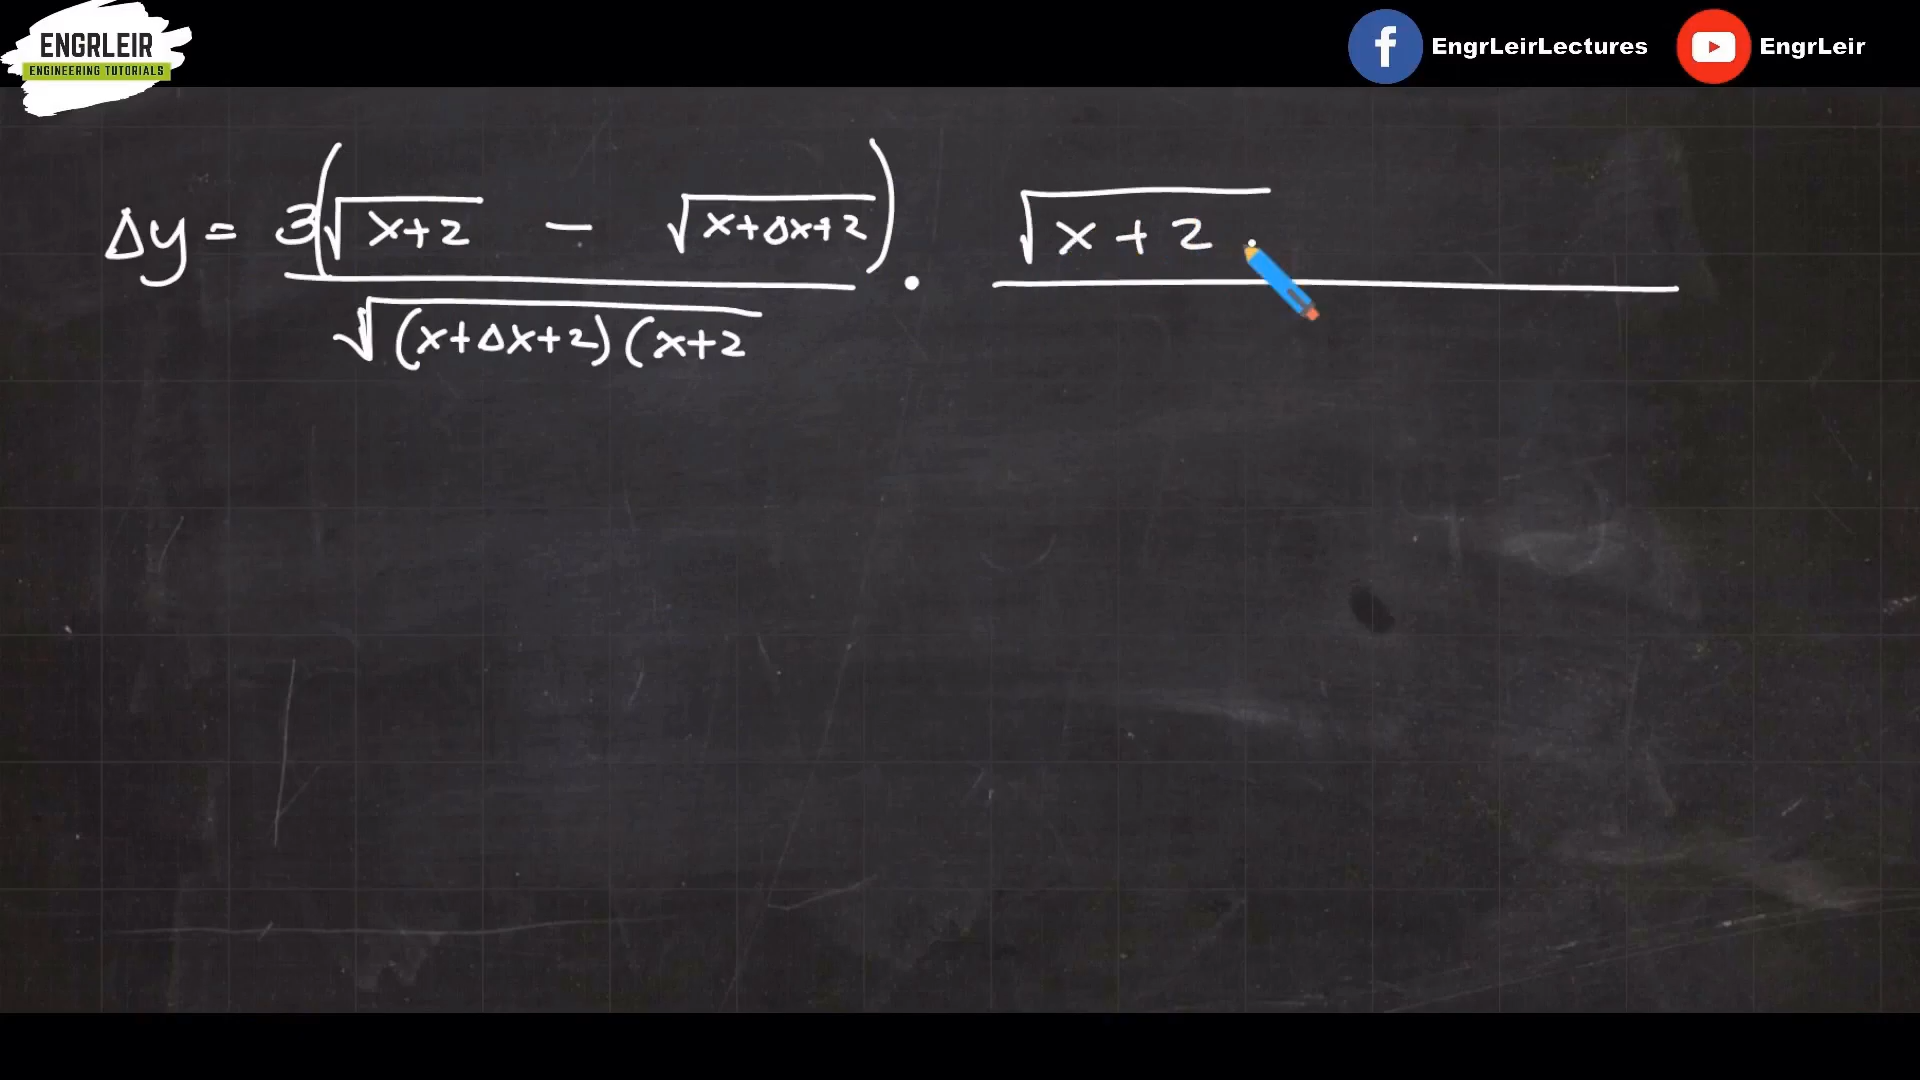 ENGRLEIR
ENGINEERING TUTORIALS
EngrLeirLectures
EngrLeir
Δy = 3(√(x+2) − √(x+Δx+2)) / √((x+Δx+2)(x+2 · √(x+2